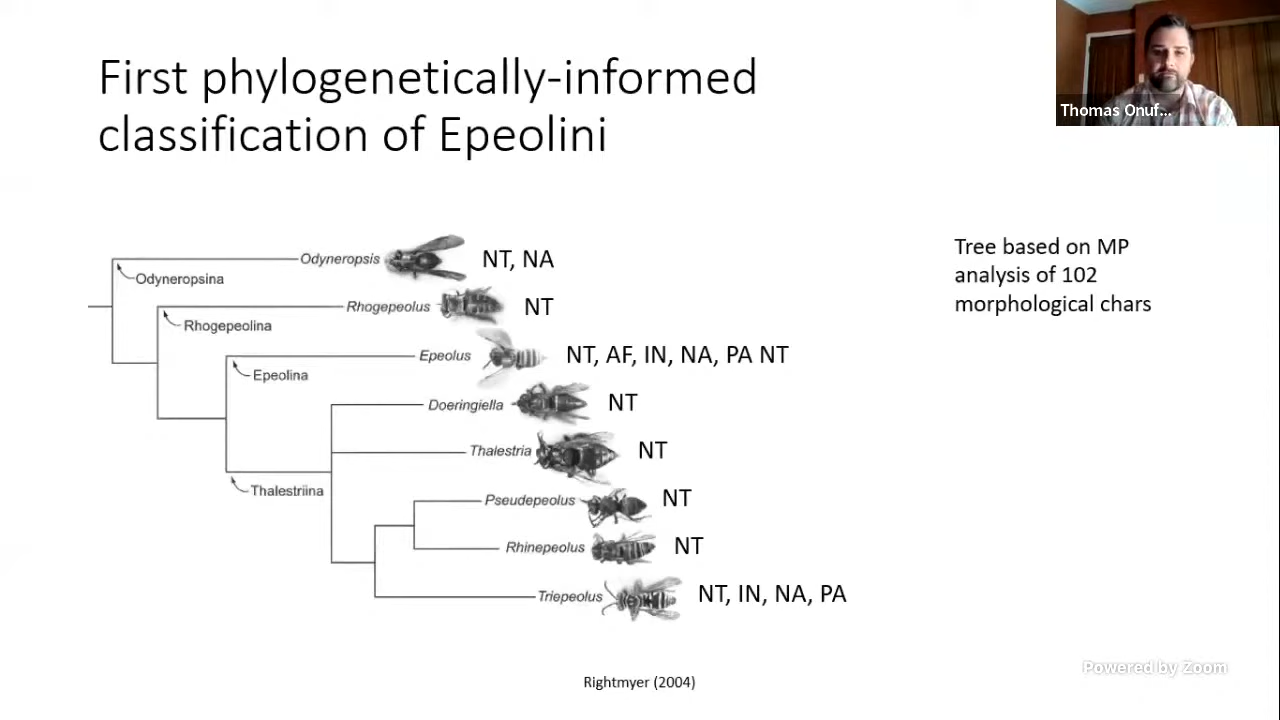 First phylogenetically-informed
classification of Epeolini
Thomas Onuf...
Odyneropsis
NT, NA
Odyneropsina
Rhogepeolus
NT
Rhogepeolina
Epeolus
NT, AF, IN, NA, PA NT
Epeolina
Doeringiella
NT
Thalestria
NT
Thalestriina
Pseudepeolus
NT
Rhinepeolus
NT
Triepeolus
NT, IN, NA, PA
Tree based on MP
analysis of 102
morphological chars
Rightmyer (2004)
Powered by Zoom